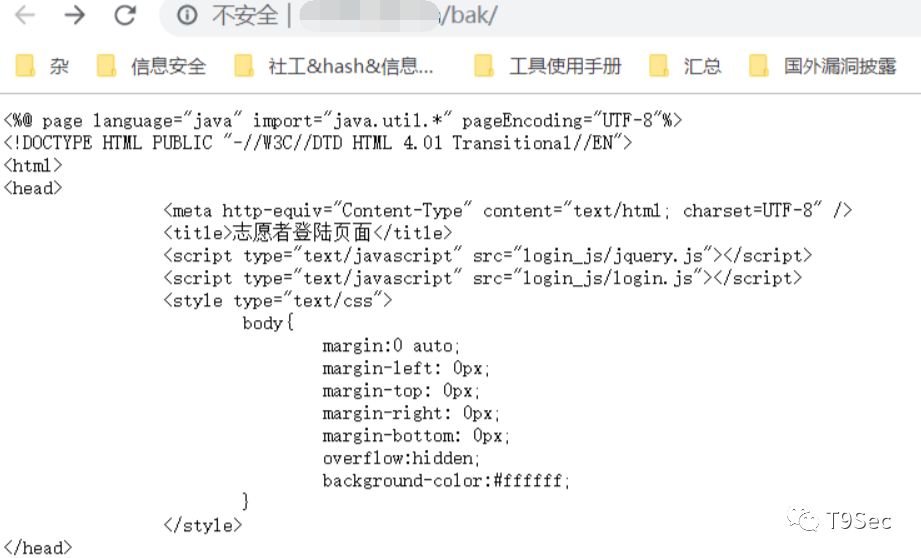 不安全 | /bak/
杂 信息安全 社工&hash&信息... 工具使用手册 汇总 国外漏洞披露
<%@ page language="java" import="java.util.*" pageEncoding="UTF-8"%>
<!DOCTYPE HTML PUBLIC "-//W3C//DTD HTML 4.01 Transitional//EN">
<html>
<head>
<meta http-equiv="Content-Type" content="text/html; charset=UTF-8" />
<title>志愿者登陆页面</title>
<script type="text/javascript" src="login_js/jquery.js"></script>
<script type="text/javascript" src="login_js/login.js"></script>
<style type="text/css">
body{
margin:0 auto;
margin-left: 0px;
margin-top: 0px;
margin-right: 0px;
margin-bottom: 0px;
overflow:hidden;
background-color:#ffffff;
}
</style>
</head>
T9Sec